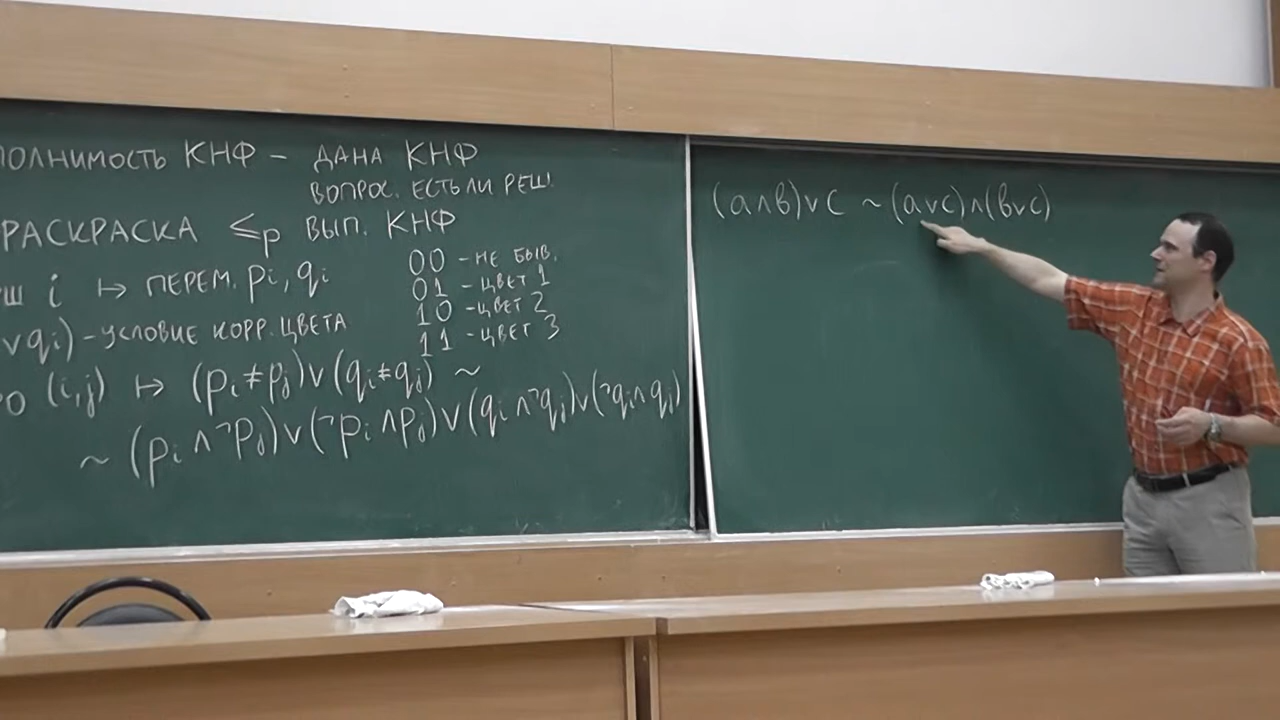 ПОЛНИМОСТЬ КНФ – ДАНА КНФ
ВОПРОС. ЕСТЬ ЛИ РЕШ.
РАСКРАСКА ≤p ВЫП. КНФ
Ш i ↦ ПЕРЕМ. pi, qi
∨qi) – УСЛОВИЕ КОРР. ЦВЕТА
00 – НЕ БЫВ.
01 – ЦВЕТ 1
10 – ЦВЕТ 2
11 – ЦВЕТ 3
О (i,j) ↦ (pi≠pj)∨(qi≠qj) ~
~ (pi∧¬pj)∨(¬pi∧pj)∨(qi∧¬qj)∨(¬qi∧qj)
(a∧b)∨c ~(a∨c)∧(b∨c)